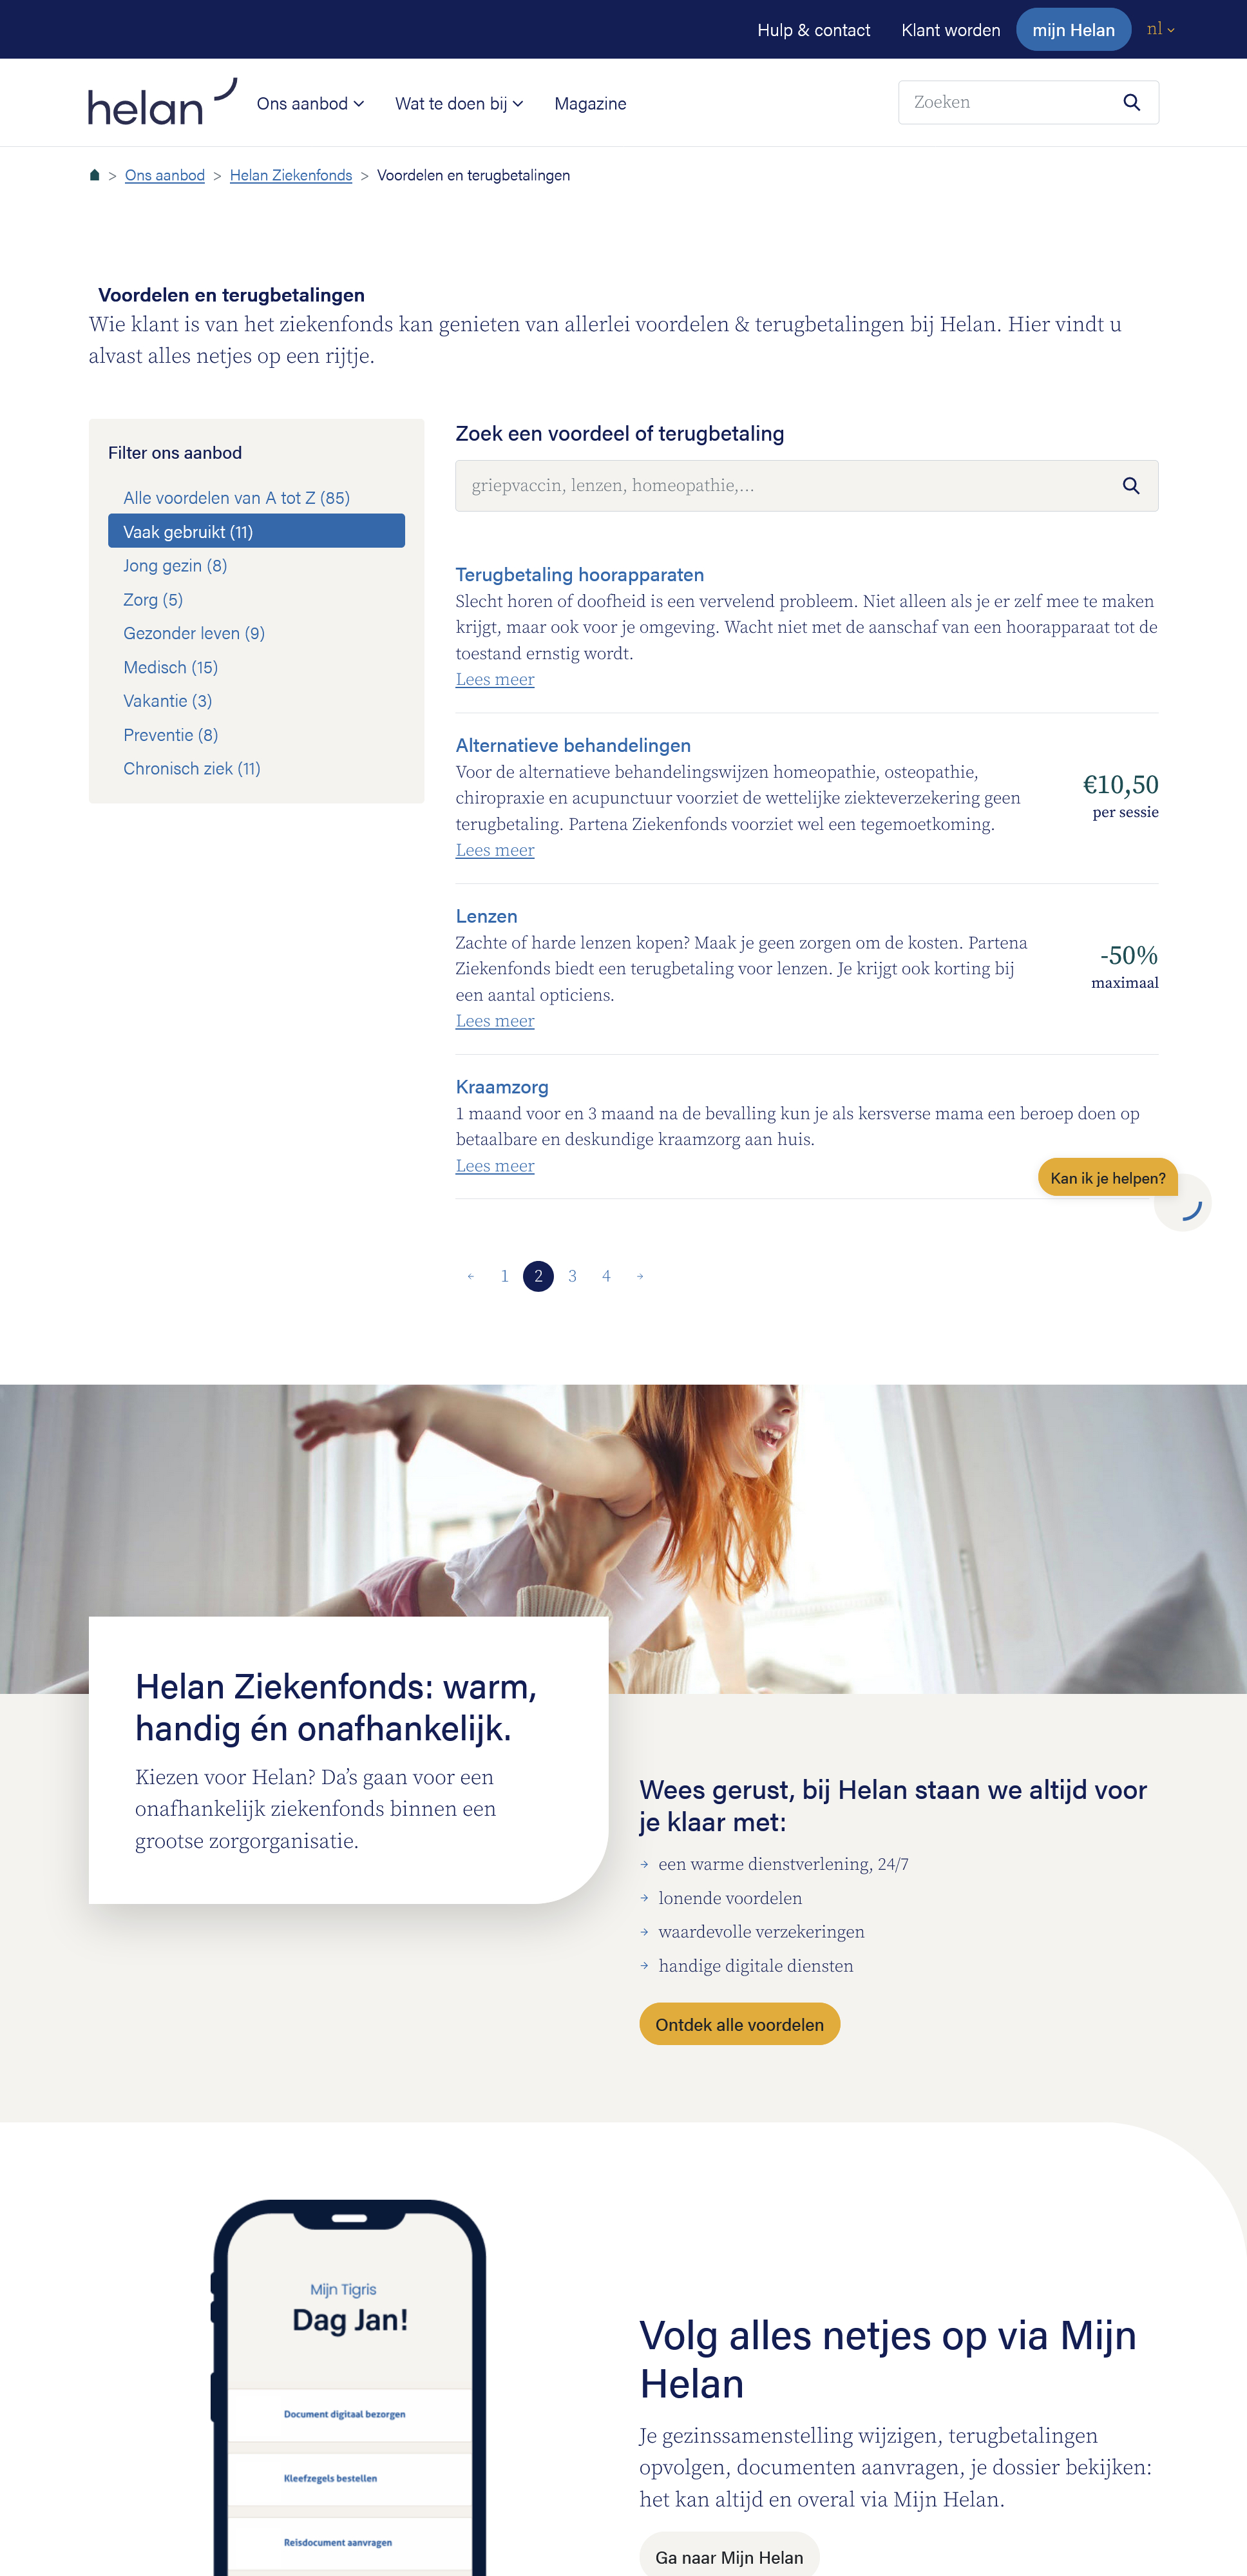 Hulp & contact Klant worden mijn Helan nl
helan Ons aanbod Wat te doen bij Magazine Zoeken
> Ons aanbod > Helan Ziekenfonds > Voordelen en terugbetalingen
Voordelen en terugbetalingen
Wie klant is van het ziekenfonds kan genieten van allerlei voordelen & terugbetalingen bij Helan. Hier vindt u
alvast alles netjes op een rijtje.
Filter ons aanbod
Alle voordelen van A tot Z (85)
Vaak gebruikt (11)
Jong gezin (8)
Zorg (5)
Gezonder leven (9)
Medisch (15)
Vakantie (3)
Preventie (8)
Chronisch ziek (11)
Zoek een voordeel of terugbetaling
griepvaccin, lenzen, homeopathie,...
Terugbetaling hoorapparaten
Slecht horen of doofheid is een vervelend probleem. Niet alleen als je er zelf mee te maken
krijgt, maar ook voor je omgeving. Wacht niet met de aanschaf van een hoorapparaat tot de
toestand ernstig wordt.
Lees meer
Alternatieve behandelingen
Voor de alternatieve behandelingswijzen homeopathie, osteopathie,
chiropraxie en acupunctuur voorziet de wettelijke ziekteverzekering geen
terugbetaling. Partena Ziekenfonds voorziet wel een tegemoetkoming.
Lees meer
€10,50
per sessie
Lenzen
Zachte of harde lenzen kopen? Maak je geen zorgen om de kosten. Partena
Ziekenfonds biedt een terugbetaling voor lenzen. Je krijgt ook korting bij
een aantal opticiens.
Lees meer
-50%
maximaal
Kraamzorg
1 maand voor en 3 maand na de bevalling kun je als kersverse mama een beroep doen op
betaalbare en deskundige kraamzorg aan huis.
Lees meer
Kan ik je helpen?
← 1 2 3 4 →
Helan Ziekenfonds: warm,
handig én onafhankelijk.
Kiezen voor Helan? Da’s gaan voor een
onafhankelijk ziekenfonds binnen een
grootse zorgorganisatie.
Wees gerust, bij Helan staan we altijd voor
je klaar met:
→ een warme dienstverlening, 24/7
→ lonende voordelen
→ waardevolle verzekeringen
→ handige digitale diensten
Ontdek alle voordelen
Mijn Tigris
Dag Jan!
Document digitaal bezorgen
Kleefzegels bestellen
Reisdocument aanvragen
Volg alles netjes op via Mijn
Helan
Je gezinssamenstelling wijzigen, terugbetalingen
opvolgen, documenten aanvragen, je dossier bekijken:
het kan altijd en overal via Mijn Helan.
Ga naar Mijn Helan